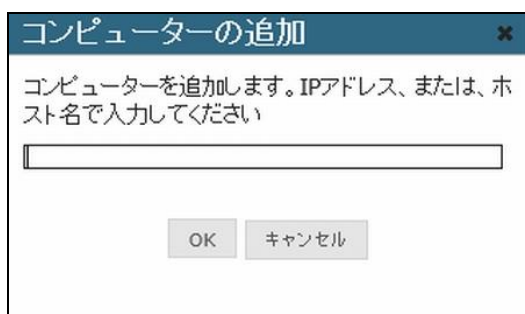 コンピューターの追加
コンピューターを追加します。IPアドレス、または、ホ
スト名で入力してください
OK キャンセル